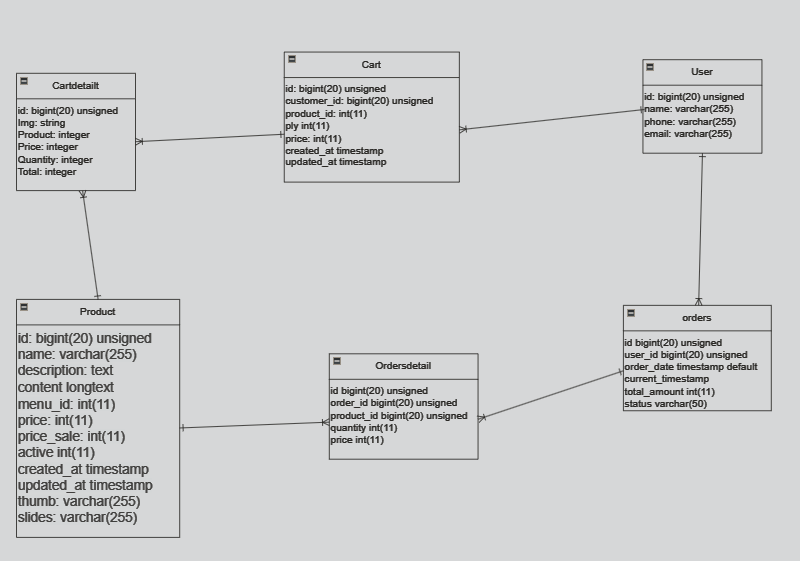 Cartdetailt
id: bigint(20) unsigned
Img: string
Product: integer
Price: integer
Quantity: integer
Total: integer
Cart
id: bigint(20) unsigned
customer_id: bigint(20) unsigned
product_id: int(11)
ply int(11)
price: int(11)
created_at timestamp
updated_at timestamp
User
id: bigint(20) unsigned
name: varchar(255)
phone: varchar(255)
email: varchar(255)
Product
id: bigint(20) unsigned
name: varchar(255)
description: text
content longtext
menu_id: int(11)
price: int(11)
price_sale: int(11)
active int(11)
created_at timestamp
updated_at timestamp
thumb: varchar(255)
slides: varchar(255)
Ordersdetail
id bigint(20) unsigned
order_id bigint(20) unsigned
product_id bigint(20) unsigned
quantity int(11)
price int(11)
orders
id bigint(20) unsigned
user_id bigint(20) unsigned
order_date timestamp default
current_timestamp
total_amount int(11)
status varchar(50)